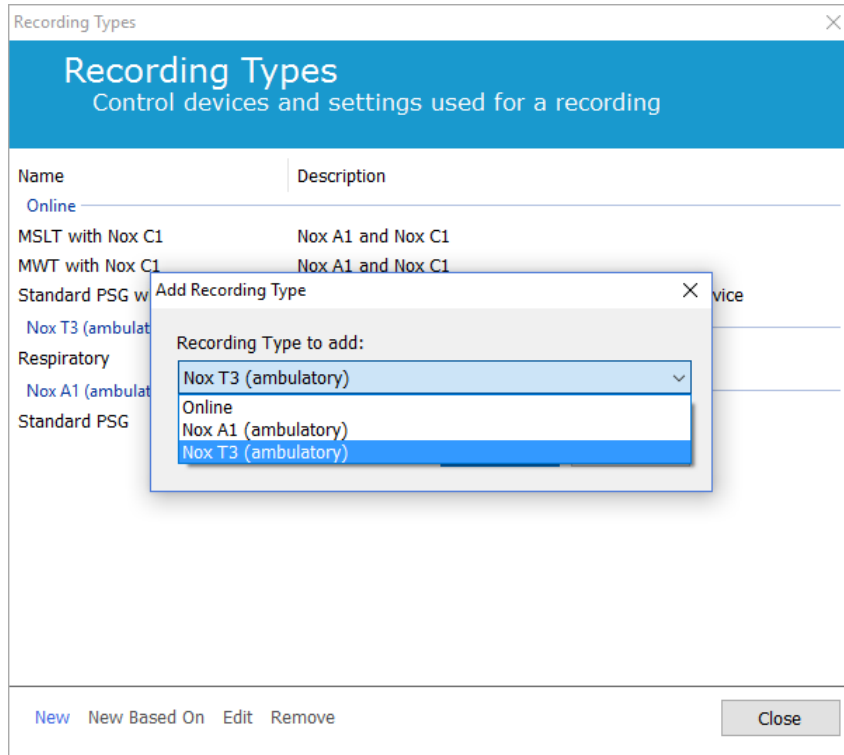 Recording Types
Recording Types
Control devices and settings used for a recording
Name Description
Online
MSLT with Nox C1 Nox A1 and Nox C1
MWT with Nox C1 Nox A1 and Nox C1
Standard PSG w vice
Nox T3 (ambulat
Respiratory
Nox A1 (ambulat
Standard PSG
Add Recording Type
Recording Type to add:
Nox T3 (ambulatory)
Online
Nox A1 (ambulatory)
Nox T3 (ambulatory)
New New Based On Edit Remove Close